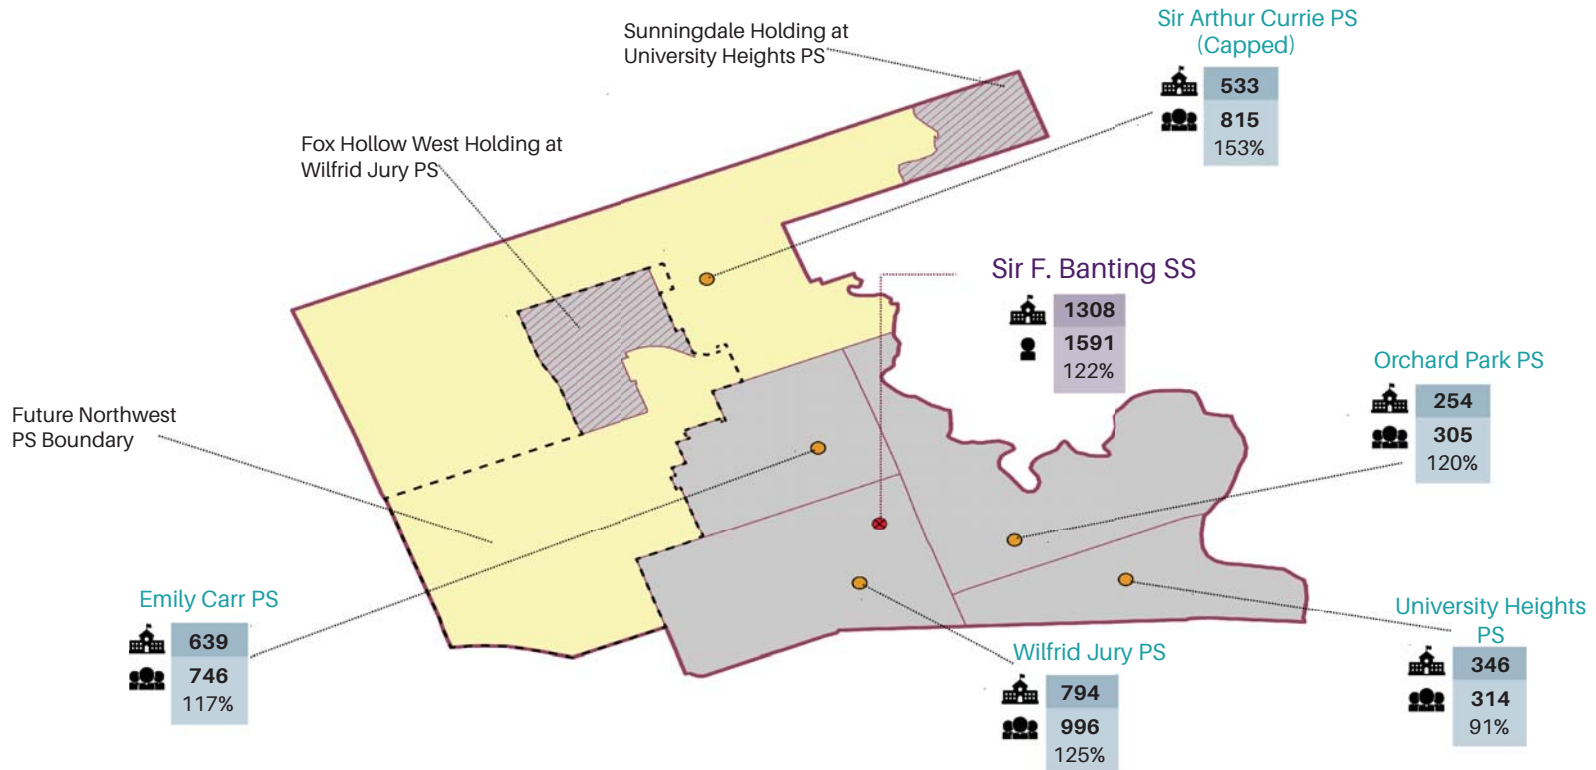 Sir Arthur Currie PS
(Capped)
533
815
153%
Sunningdale Holding at
University Heights PS
Fox Hollow West Holding at
Wilfrid Jury PS
Sir F. Banting SS
1308
1591
122%
Orchard Park PS
254
305
120%
Future Northwest
PS Boundary
Emily Carr PS
639
746
117%
Wilfrid Jury PS
794
996
125%
University Heights
PS
346
314
91%